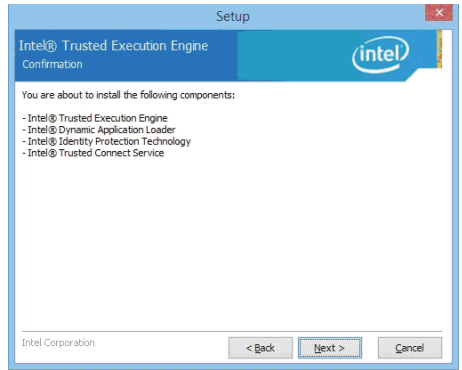 Setup
Intel® Trusted Execution Engine
Confirmation
intel
You are about to install the following components:
- Intel® Trusted Execution Engine
- Intel® Dynamic Application Loader
- Intel® Identity Protection Technology
- Intel® Trusted Connect Service
Intel Corporation
< Back
Next >
Cancel